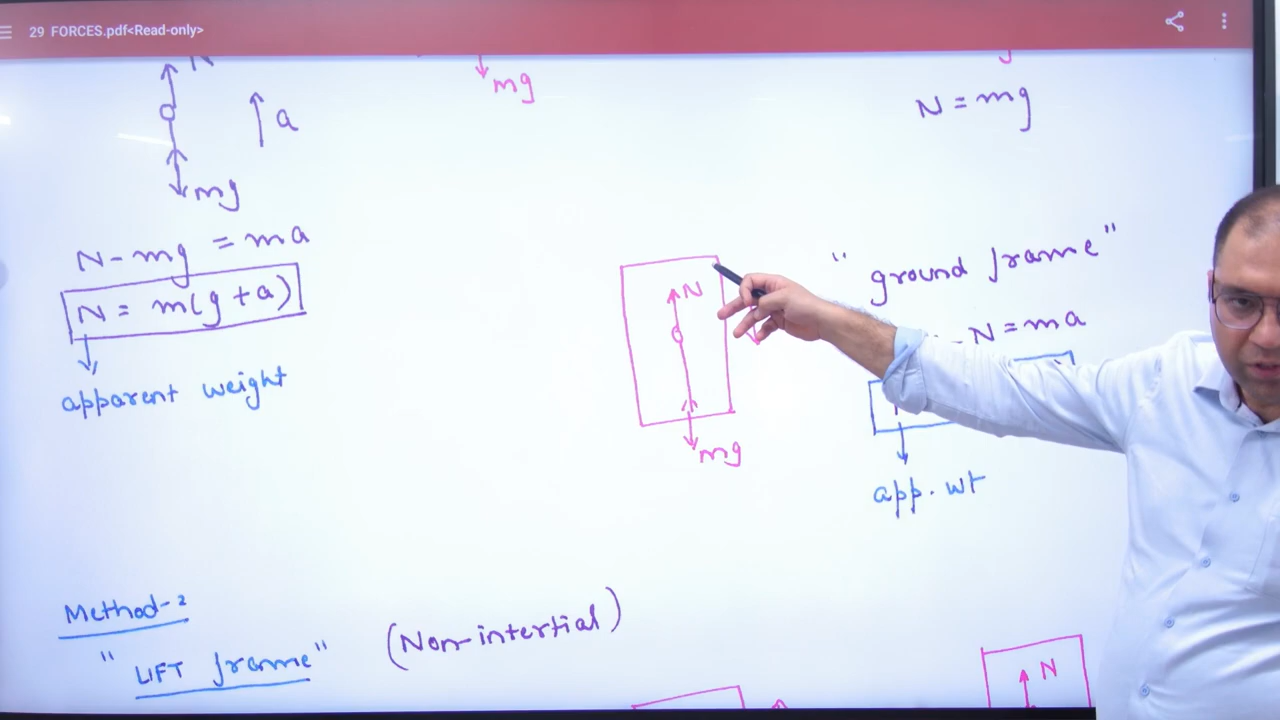 29 FORCES.pdf<Read-only>
N
mg
a
mg
N = mg
N - mg = ma
N = m(g + a)
apparent weight
N
mg
" ground frame "
- N = ma
app. wt
Method-2
" LIFT frame " (Non-intertial)
N